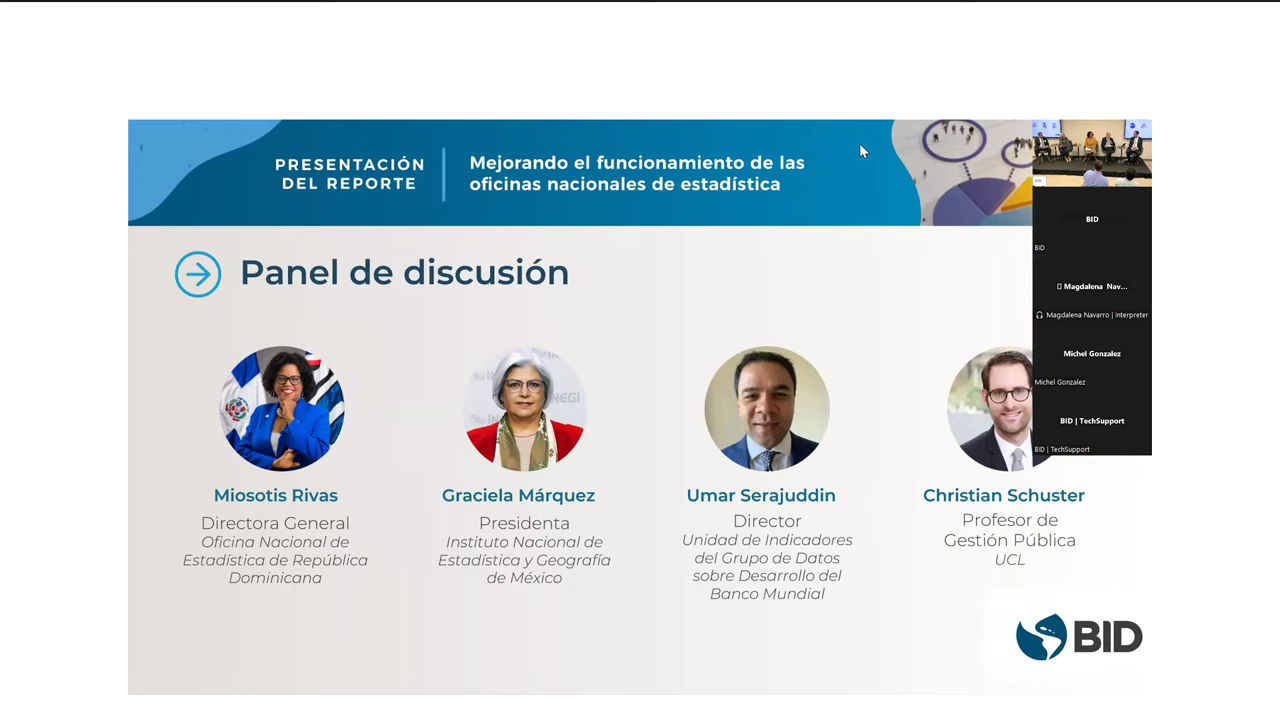 PRESENTACIÓN
DEL REPORTE
Mejorando el funcionamiento de las
oficinas nacionales de estadística
Panel de discusión
Miosotis Rivas
Directora General
Oficina Nacional de
Estadística de República
Dominicana
Graciela Márquez
Presidenta
Instituto Nacional de
Estadística y Geografía
de México
Umar Serajuddin
Director
Unidad de Indicadores
del Grupo de Datos
sobre Desarrollo del
Banco Mundial
Christian Schuster
Profesor de
Gestión Pública
UCL
BID
BID
BID
Magdalena Nav...
Magdalena Navarro | Interpreter
Michel Gonzalez
Michel Gonzalez
BID | TechSupport
BID | TechSupport